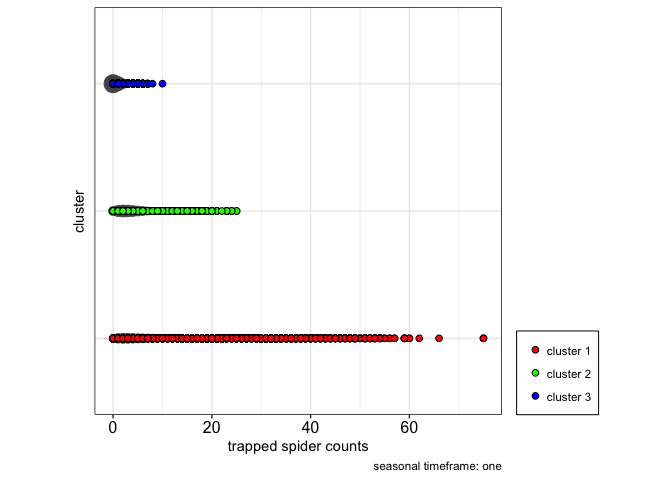 cluster
cluster 1
cluster 2
cluster 3
0 20 40 60
trapped spider counts
seasonal timeframe: one